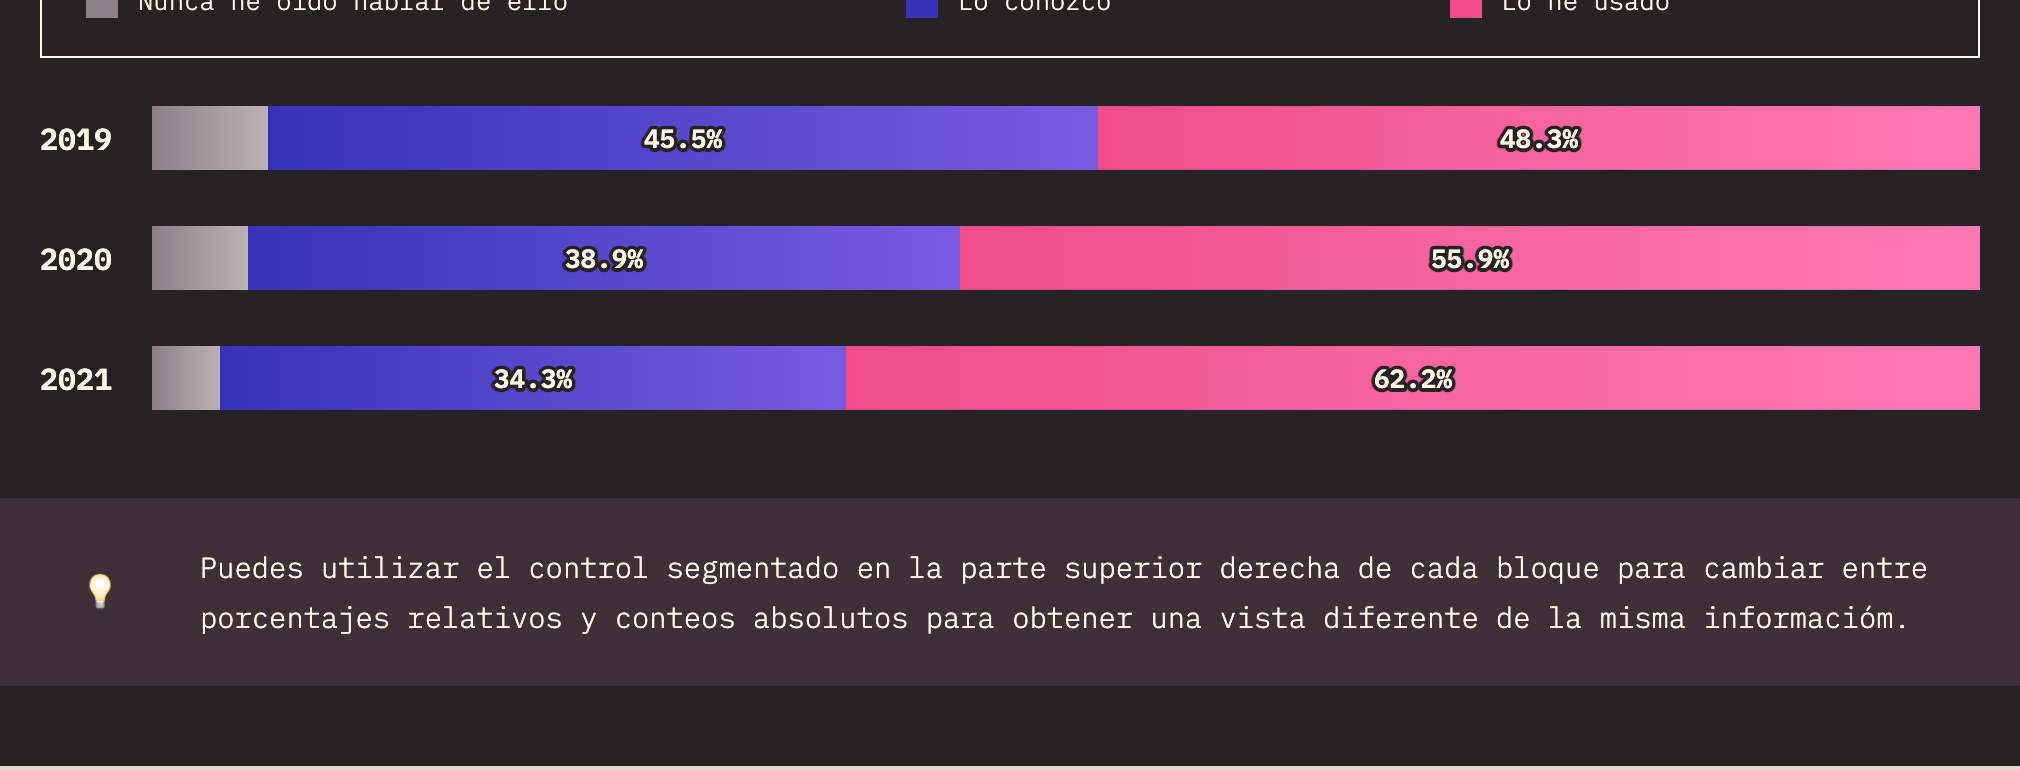 Nunca he oído hablar de ello Lo conozco Lo he usado
2019 45.5% 48.3%
2020 38.9% 55.9%
2021 34.3% 62.2%
Puedes utilizar el control segmentado en la parte superior derecha de cada bloque para cambiar entre
porcentajes relativos y conteos absolutos para obtener una vista diferente de la misma informacióm.